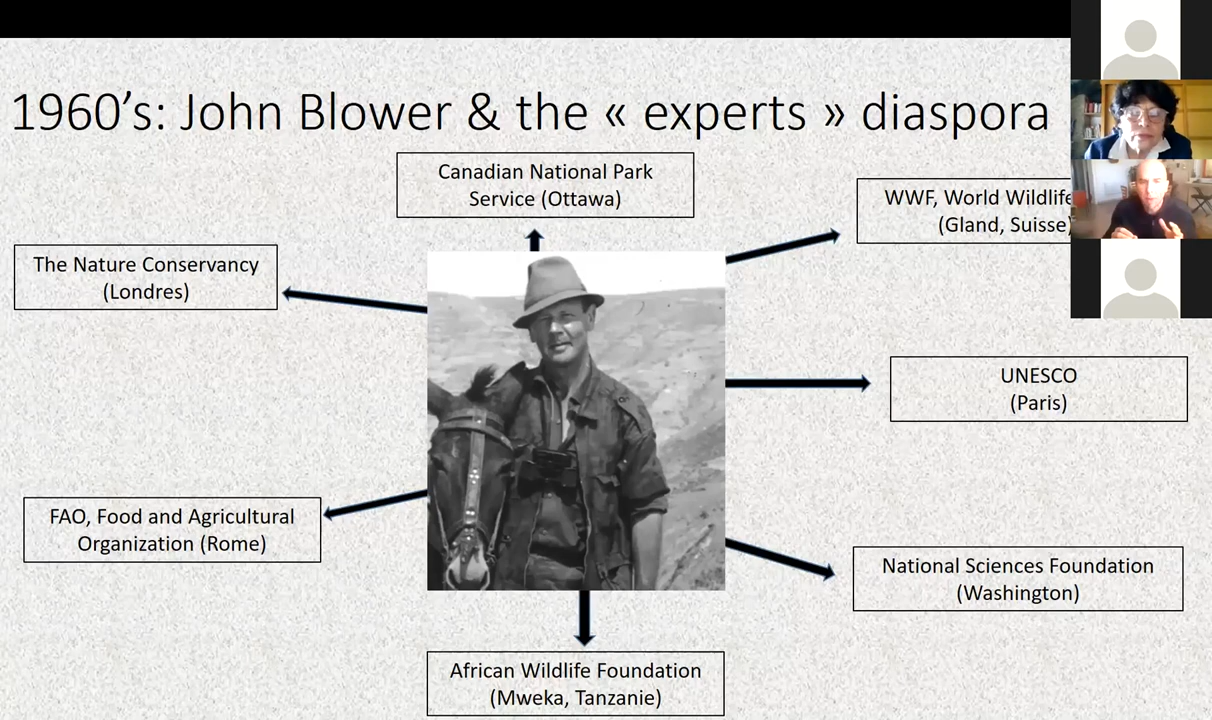 1960's: John Blower & the « experts » diaspora
Canadian National Park
Service (Ottawa)
WWF, World Wildlife
(Gland, Suisse)
The Nature Conservancy
(Londres)
UNESCO
(Paris)
FAO, Food and Agricultural
Organization (Rome)
National Sciences Foundation
(Washington)
African Wildlife Foundation
(Mweka, Tanzanie)